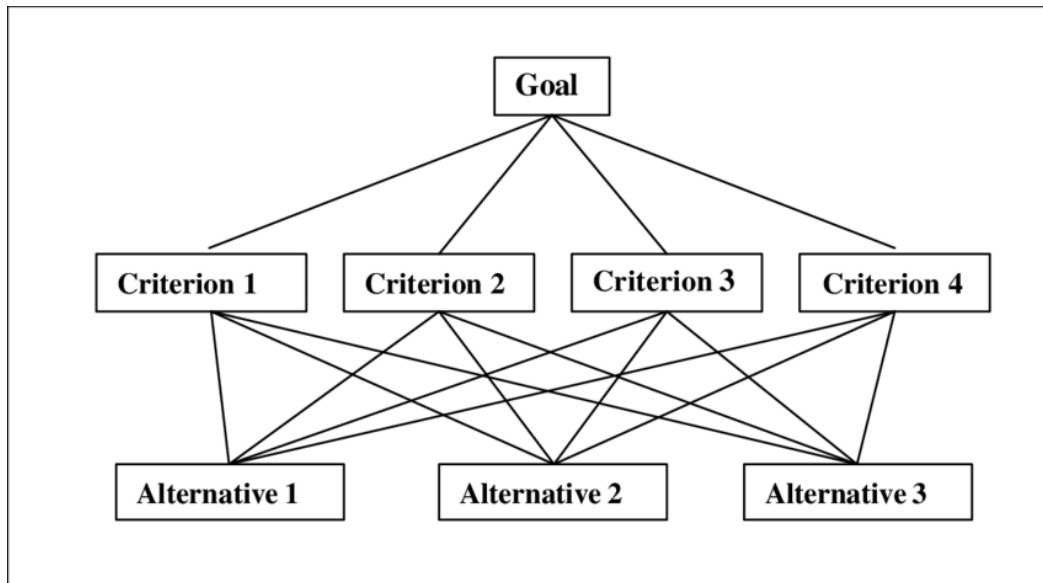 Goal
Criterion 1
Criterion 2
Criterion 3
Criterion 4
Alternative 1
Alternative 2
Alternative 3